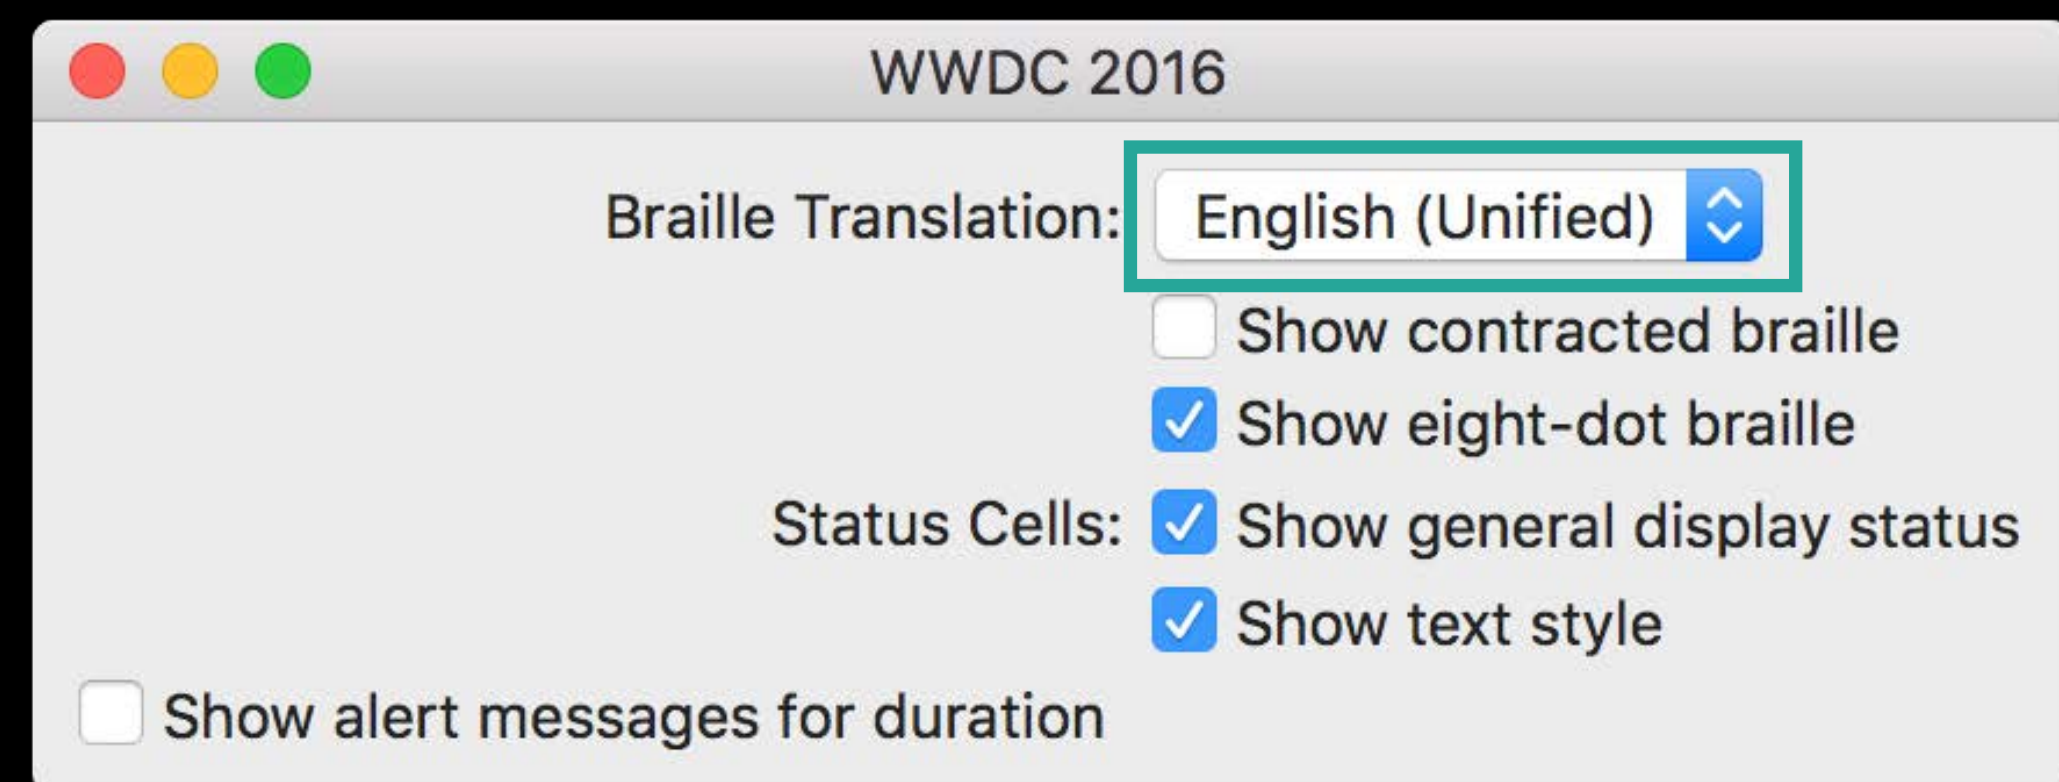 WWDC 2016
Braille Translation: English (Unified)
Show contracted braille
Show eight-dot braille
Status Cells: Show general display status
Show text style
Show alert messages for duration